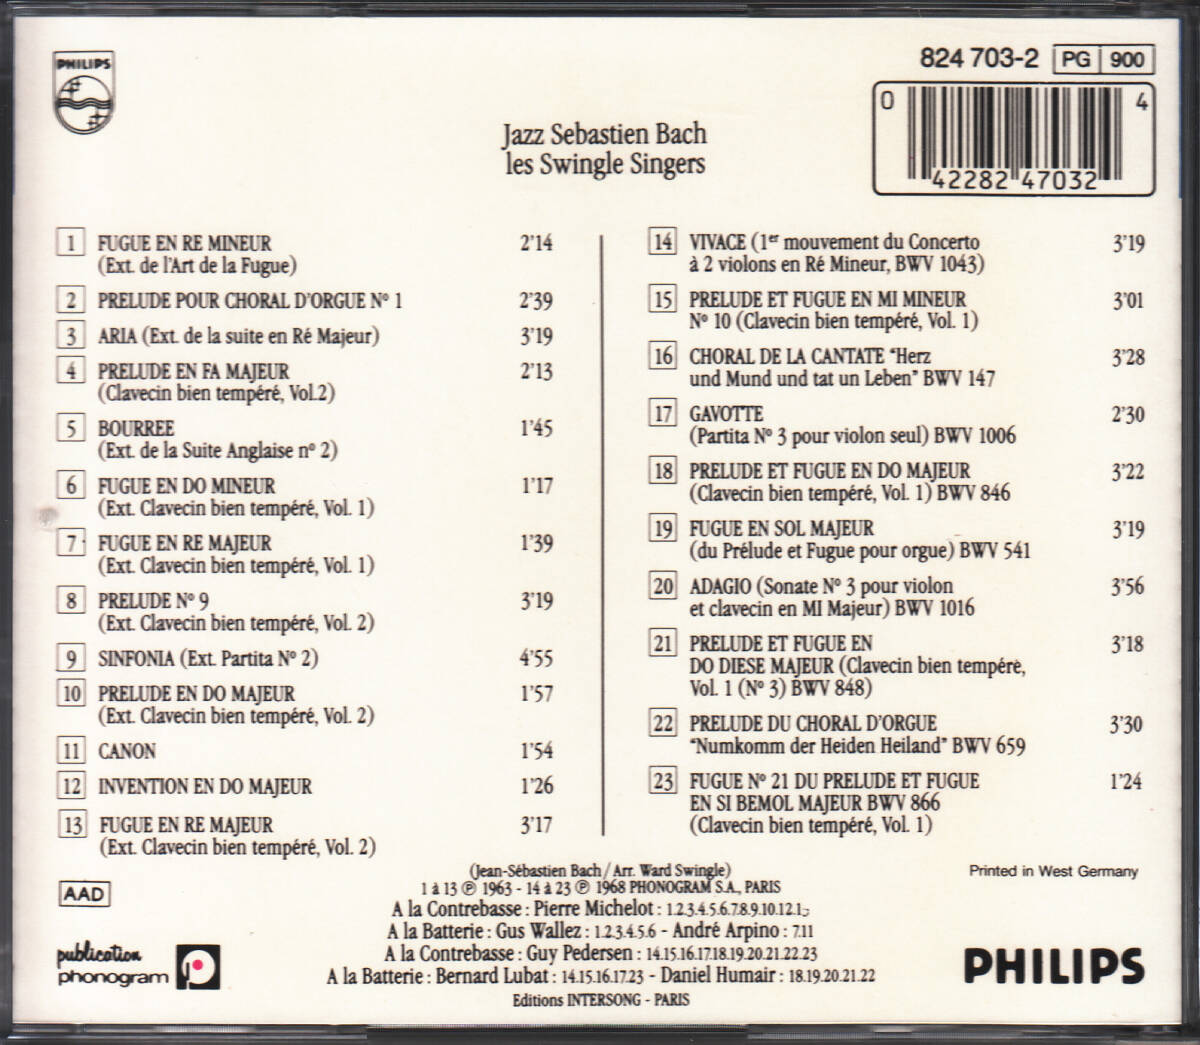 PHILIPS
824 703-2 PG 900
0 42282 47032 4
Jazz Sebastien Bach
les Swingle Singers
1 FUGUE EN RE MINEUR 2'14
(Ext. de l'Art de la Fugue)
2 PRELUDE POUR CHORAL D'ORGUE Nº 1 2'39
3 ARIA (Ext. de la suite en Ré Majeur) 3'19
4 PRELUDE EN FA MAJEUR 2'13
(Clavecin bien tempéré, Vol.2)
5 BOURREE 1'45
(Ext. de la Suite Anglaise nº 2)
6 FUGUE EN DO MINEUR 1'17
(Ext. Clavecin bien tempéré, Vol. 1)
7 FUGUE EN RE MAJEUR 1'39
(Ext. Clavecin bien tempéré, Vol. 1)
8 PRELUDE Nº 9 3'19
(Ext. Clavecin bien tempéré, Vol. 2)
9 SINFONIA (Ext. Partita Nº 2) 4'55
10 PRELUDE EN DO MAJEUR 1'57
(Ext. Clavecin bien tempéré, Vol. 2)
11 CANON 1'54
12 INVENTION EN DO MAJEUR 1'26
13 FUGUE EN RE MAJEUR 3'17
(Ext. Clavecin bien tempéré, Vol. 2)
14 VIVACE (1er mouvement du Concerto 3'19
à 2 violons en Ré Mineur, BWV 1043)
15 PRELUDE ET FUGUE EN MI MINEUR 3'01
Nº 10 (Clavecin bien tempéré, Vol. 1)
16 CHORAL DE LA CANTATE "Herz 3'28
und Mund und tat un Leben" BWV 147
17 GAVOTTE 2'30
(Partita Nº 3 pour violon seul) BWV 1006
18 PRELUDE ET FUGUE EN DO MAJEUR 3'22
(Clavecin bien tempéré, Vol. 1) BWV 846
19 FUGUE EN SOL MAJEUR 3'19
(du Prélude et Fugue pour orgue) BWV 541
20 ADAGIO (Sonate Nº 3 pour violon 3'56
et clavecin en MI Majeur) BWV 1016
21 PRELUDE ET FUGUE EN 3'18
DO DIESE MAJEUR (Clavecin bien tempéré,
Vol. 1 (Nº 3) BWV 848)
22 PRELUDE DU CHORAL D'ORGUE 3'30
"Numkomm der Heiden Heiland" BWV 659
23 FUGUE Nº 21 DU PRELUDE ET FUGUE 1'24
EN SI BEMOL MAJEUR BWV 866
(Clavecin bien tempéré, Vol. 1)
(Jean-Sébastien Bach/Arr. Ward Swingle)
1 à 13 ℗ 1963 - 14 à 23 ℗ 1968 PHONOGRAM S.A., PARIS
A la Contrebasse : Pierre Michelot : 1.2.3.4.5.6.7.8.9.10.12.
A la Batterie : Gus Wallez : 1.2.3.4.5.6 - André Arpino : 7.11
A la Contrebasse : Guy Pedersen : 14.15.16.17.18.19.20.21.22.23
A la Batterie : Bernard Lubat : 14.15.16.17.23 - Daniel Humair : 18.19.20.21.22
Editions INTERSONG - PARIS
AAD
publication
phonogram
Printed in West Germany
PHILIPS